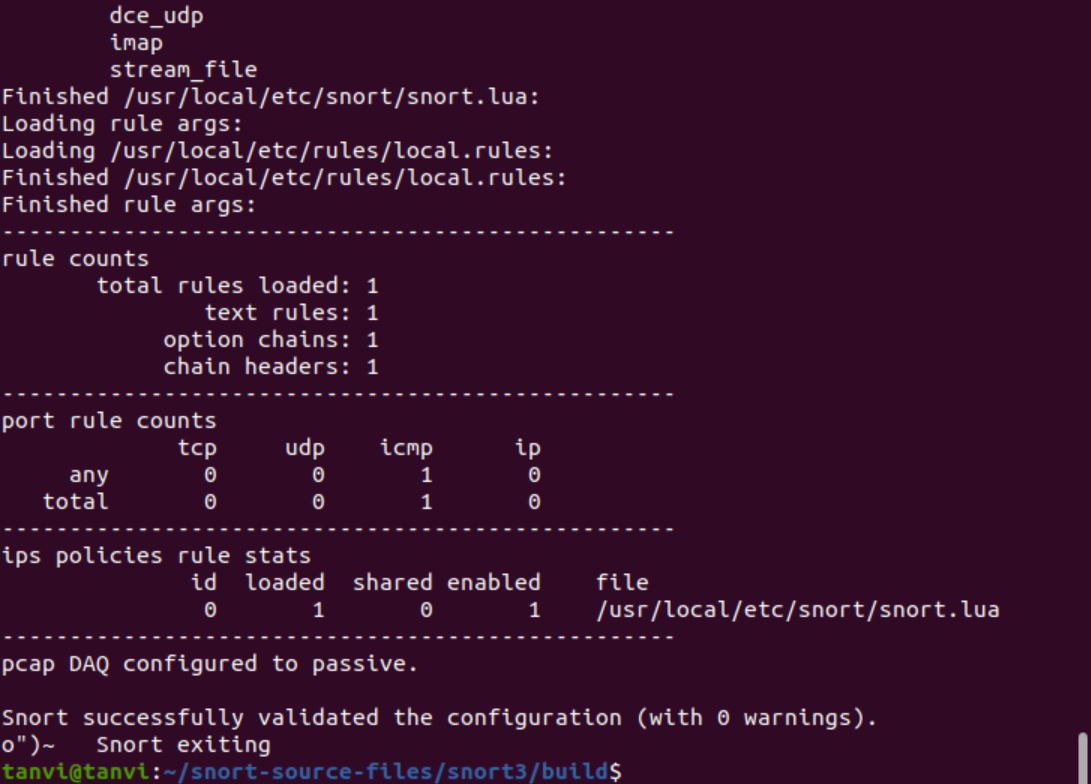 dce_udp
imap
stream_file
Finished /usr/local/etc/snort/snort.lua:
Loading rule args:
Loading /usr/local/etc/rules/local.rules:
Finished /usr/local/etc/rules/local.rules:
Finished rule args:
--------------------------------------------------
rule counts
total rules loaded: 1
text rules: 1
option chains: 1
chain headers: 1
--------------------------------------------------
port rule counts
tcp udp icmp ip
any 0 0 1 0
total 0 0 1 0
--------------------------------------------------
ips policies rule stats
id loaded shared enabled file
0 1 0 1 /usr/local/etc/snort/snort.lua
--------------------------------------------------
pcap DAQ configured to passive.
Snort successfully validated the configuration (with 0 warnings).
o")~ Snort exiting
tanvi@tanvi:~/snort-source-files/snort3/build$